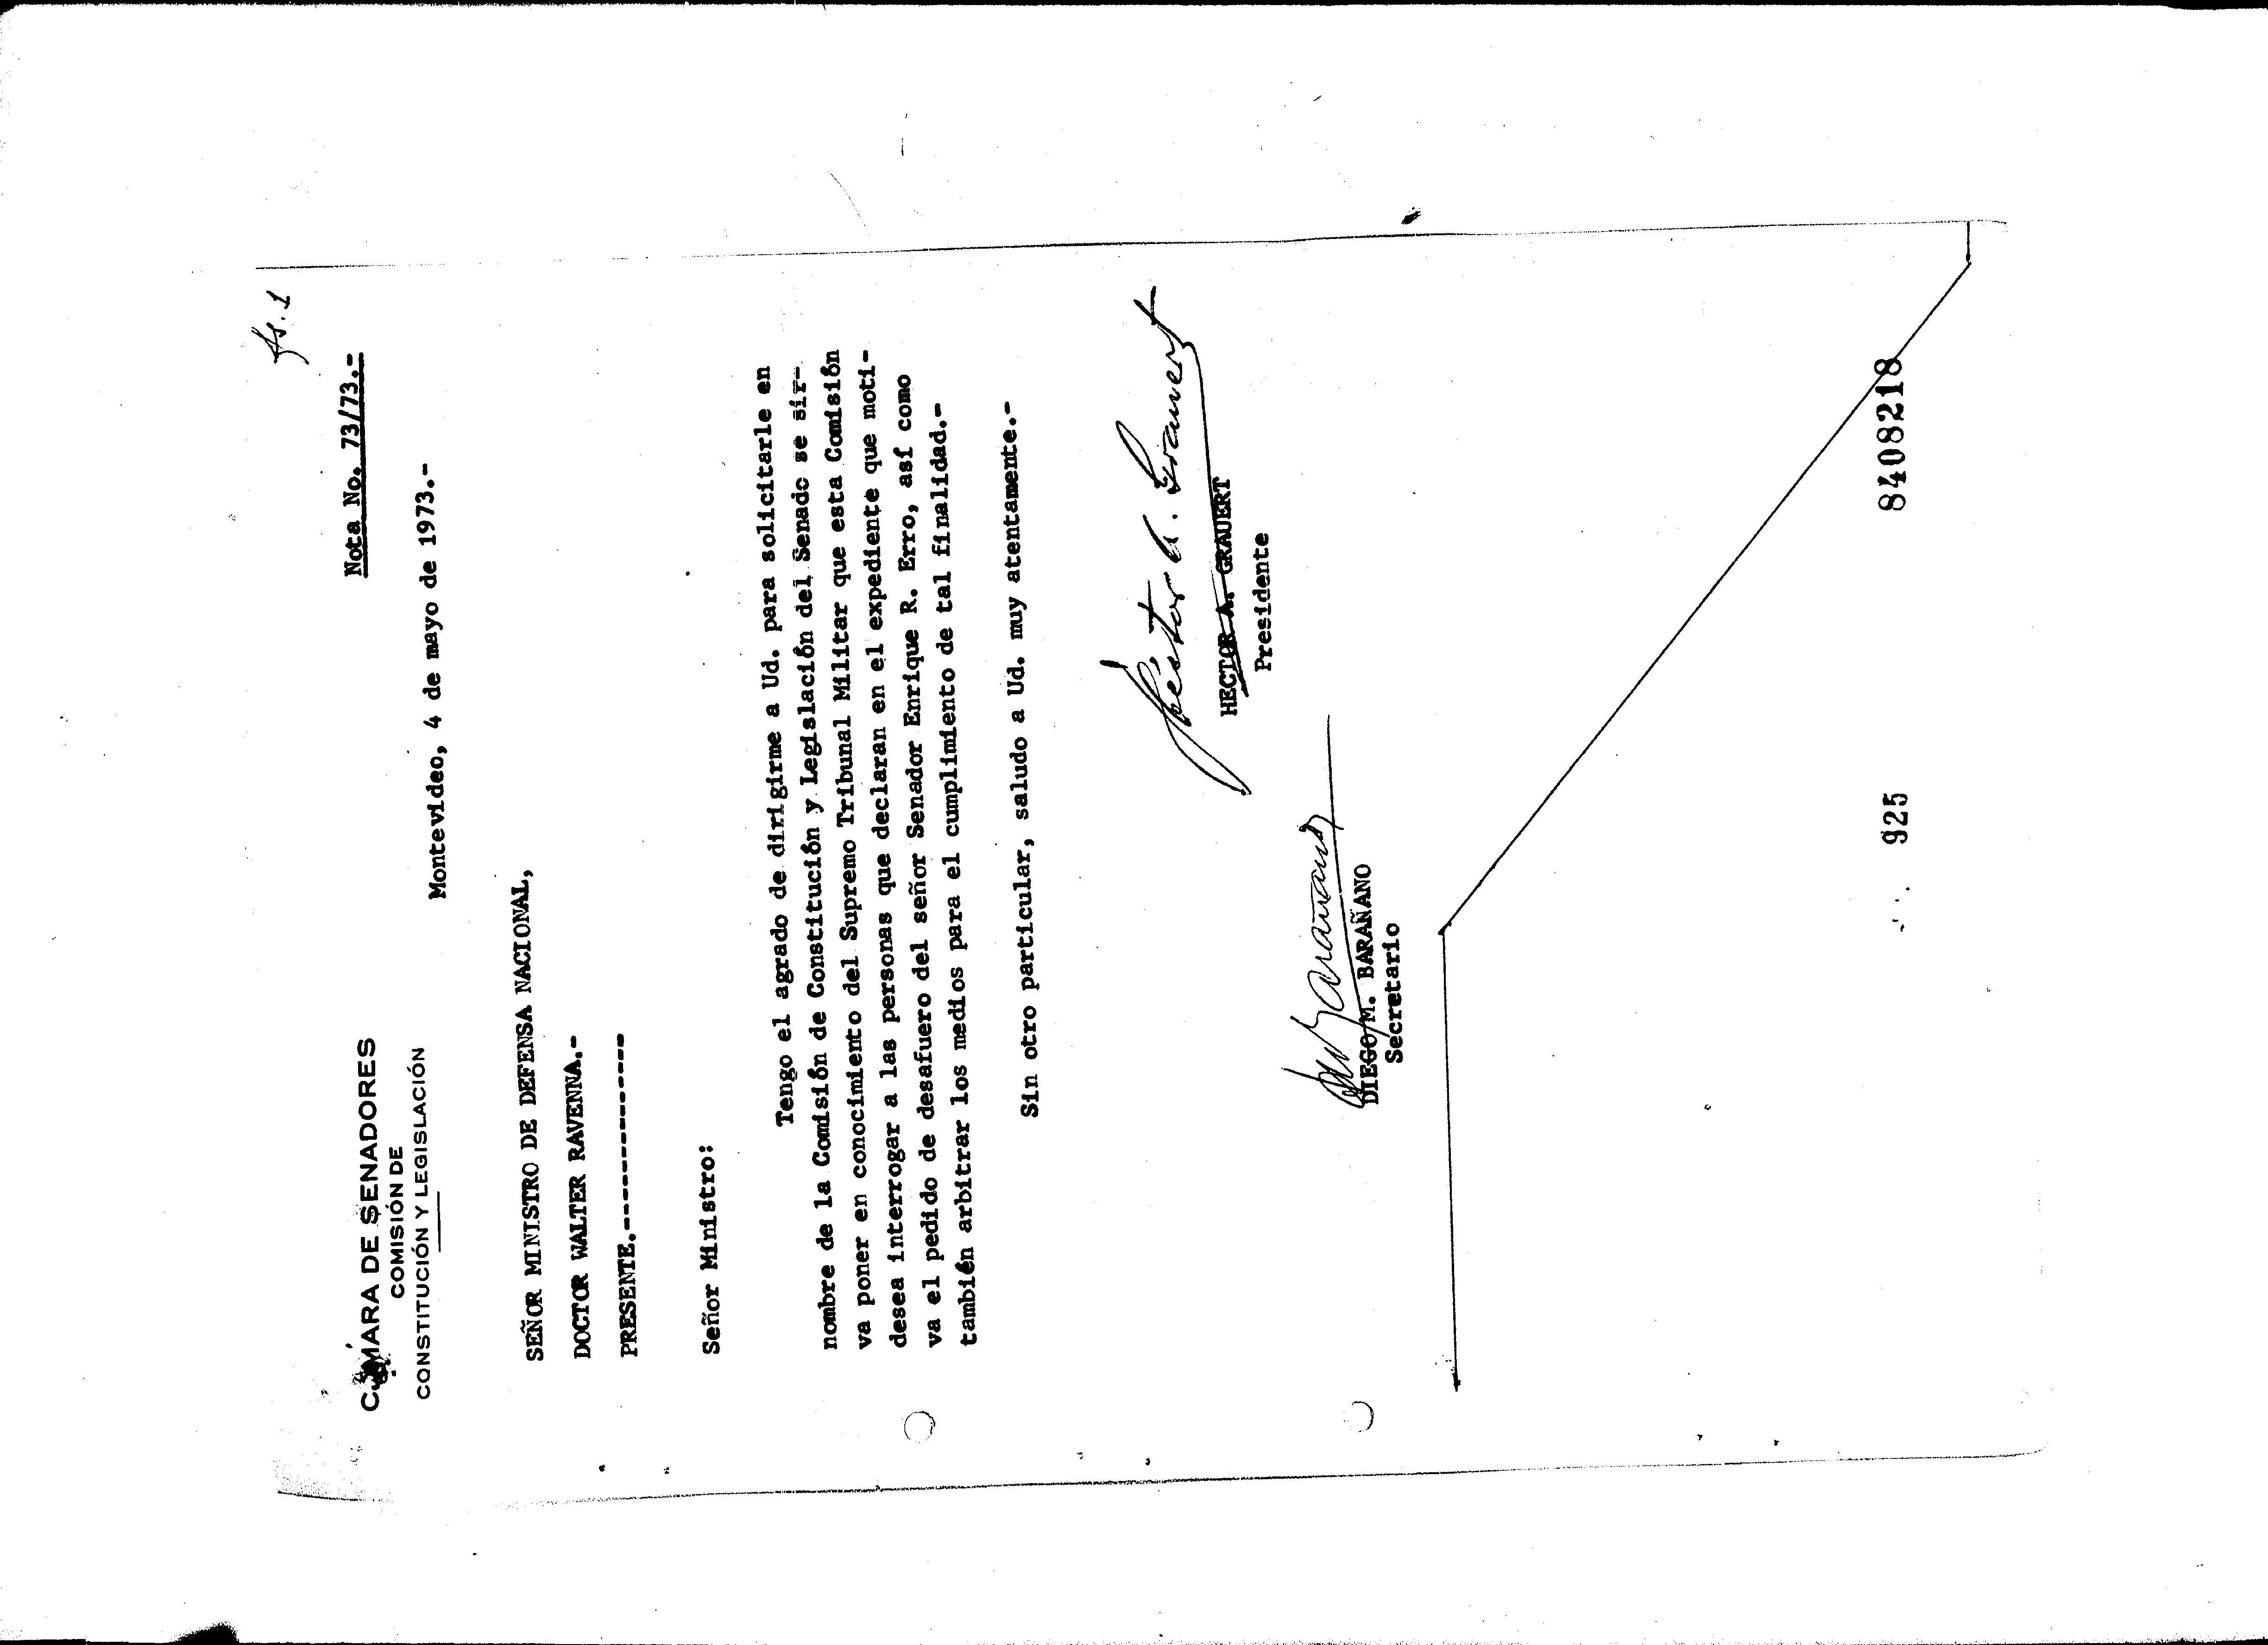 fs. 1
CÁMARA DE SENADORES
COMISIÓN DE
CONSTITUCIÓN Y LEGISLACIÓN
Nota No. 73/73.-
Montevideo, 4 de mayo de 1973.-
SEÑOR MINISTRO DE DEFENSA NACIONAL,
DOCTOR WALTER RAVENNA.-
PRESENTE.-------------
Señor Ministro:
Tengo el agrado de dirigirme a Ud. para solicitarle en
nombre de la Comisión de Constitución y Legislación del Senado se sir-
va poner en conocimiento del Supremo Tribunal Militar que esta Comisión
desea interrogar a las personas que declaran en el expediente que moti-
va el pedido de desafuero del señor Senador Enrique R. Erro, así como
también arbitrar los medios para el cumplimiento de tal finalidad.-
Sin otro particular, saludo a Ud. muy atentamente.-
Héctor A. Grauert
HECTOR A. GRAUERT
Presidente
DIEGO M. BARAÑANO
Secretario
925 8408218